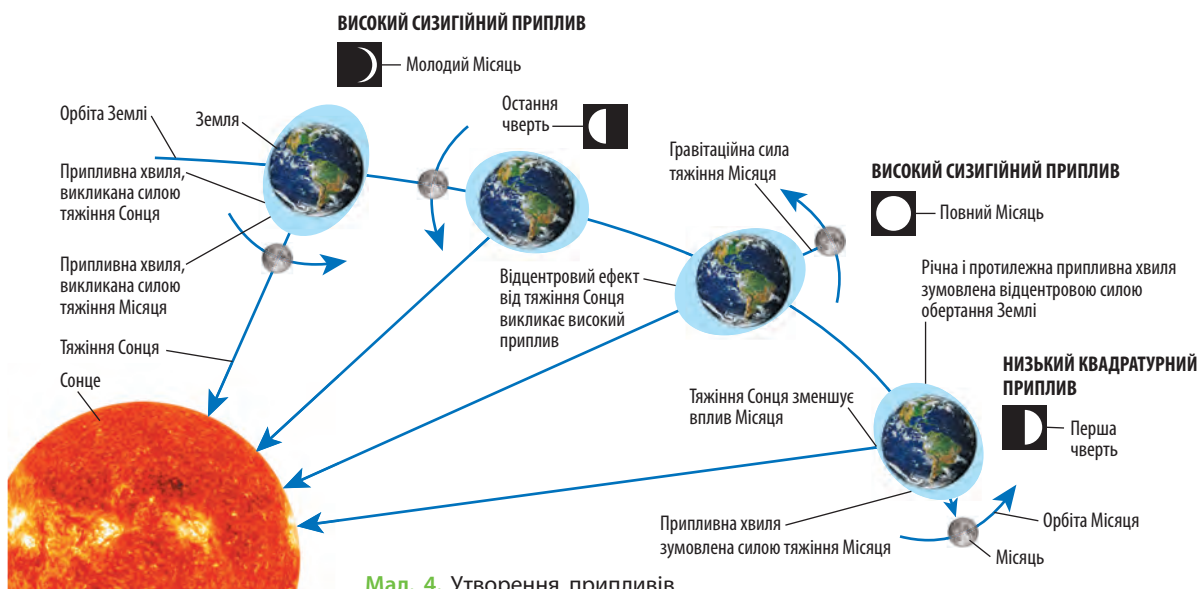 ВИСОКИЙ СИЗИГІЙНИЙ ПРИПЛИВ
Молодий Місяць
Орбіта Землі
Земля
Остання
чверть
Припливна хвиля,
викликана силою
тяжіння Сонця
Гравітаційна сила
тяжіння Місяця
ВИСОКИЙ СИЗИГІЙНИЙ ПРИПЛИВ
Повний Місяць
Припливна хвиля,
викликана силою
тяжіння Місяця
Відцентровий ефект
від тяжіння Сонця
викликає високий
приплив
Річна і протилежна припливна хвиля
зумовлена відцентровою силою
обертання Землі
Тяжіння Сонця
Сонце
НИЗЬКИЙ КВАДРАТУРНИЙ
ПРИПЛИВ
Тяжіння Сонця зменшує
вплив Місяця
Перша
чверть
Припливна хвиля
зумовлена силою тяжіння Місяця
Орбіта Місяця
Місяць
Мал. 4. Утворення припливів